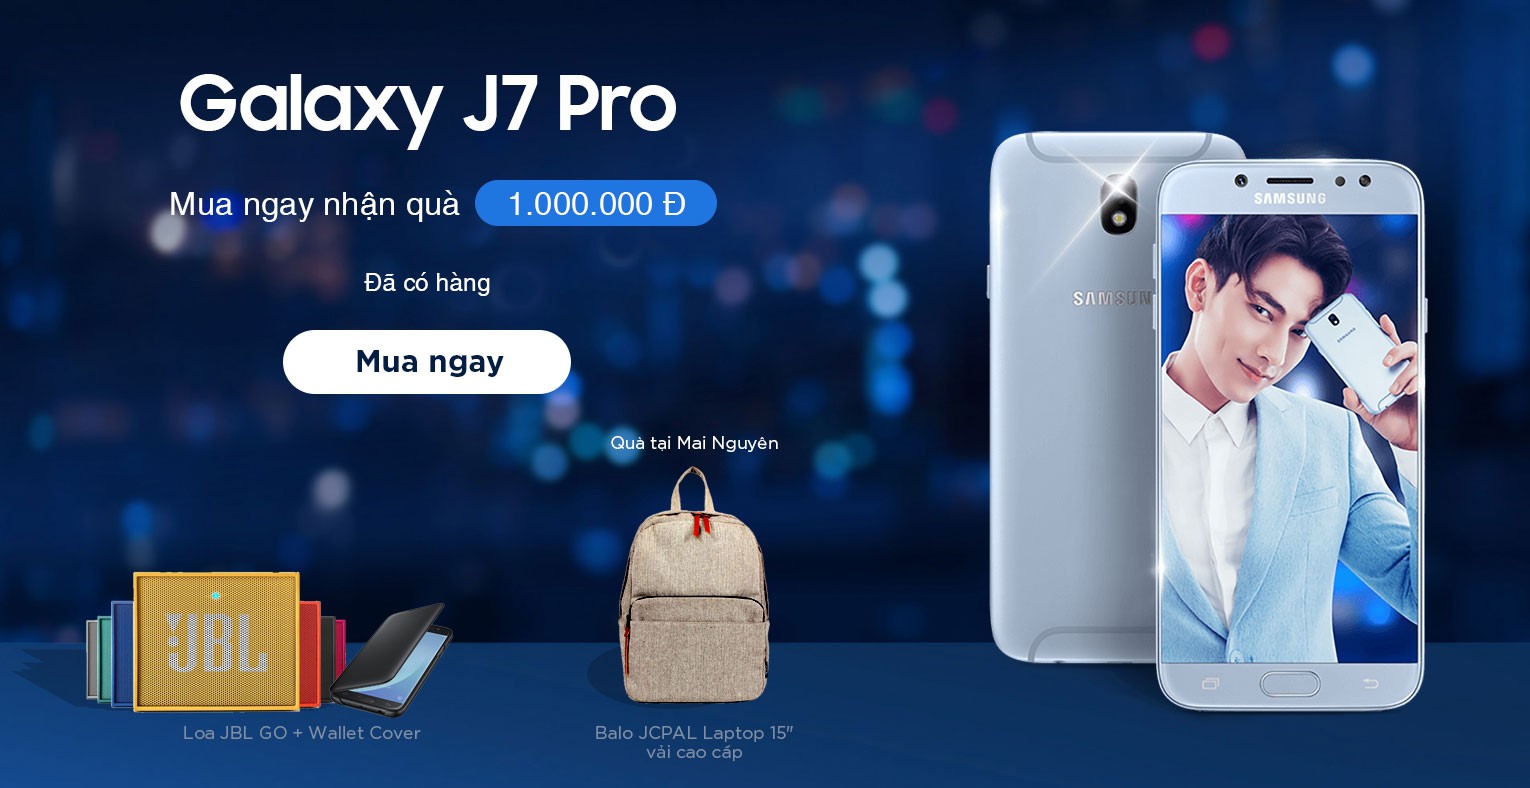 Galaxy J7 Pro
Mua ngay nhận quà 1.000.000 Đ
Đã có hàng
Mua ngay
Quà tại Mai Nguyên
JBL
Loa JBL GO + Wallet Cover
Balo JCPAL Laptop 15"
vải cao cấp
SAMSUN
SAMSUNG
SAMSUNG